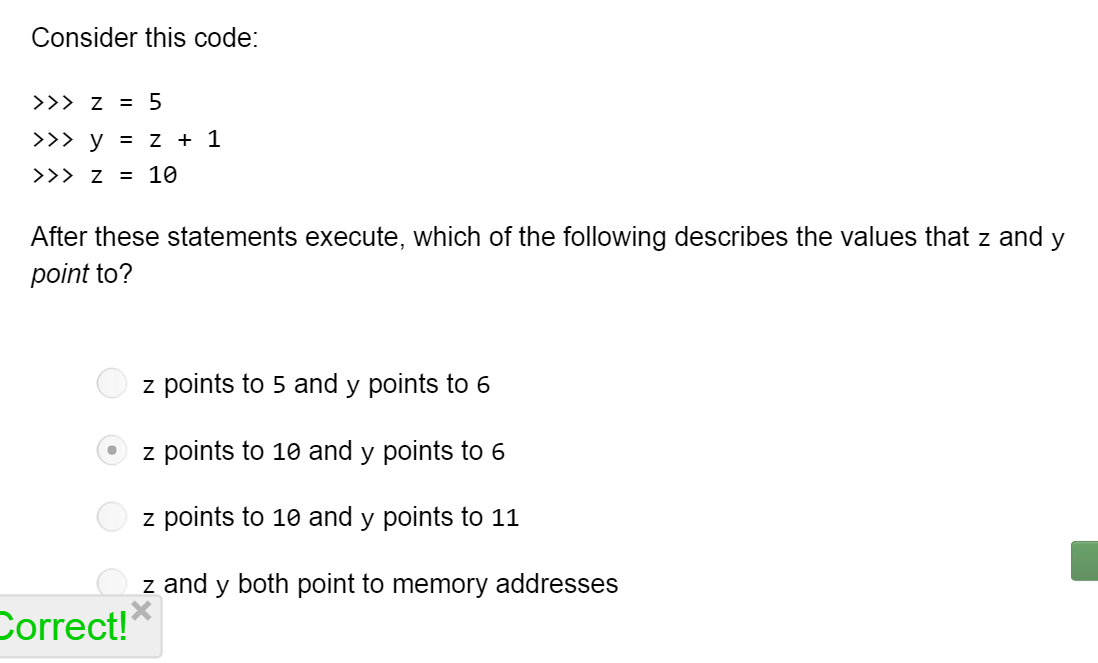 Consider this code:
>>> z = 5
>>> y = z + 1
>>> z = 10
After these statements execute, which of the following describes the values that z and y
point to?
z points to 5 and y points to 6
z points to 10 and y points to 6
z points to 10 and y points to 11
z and y both point to memory addresses
Correct! ×